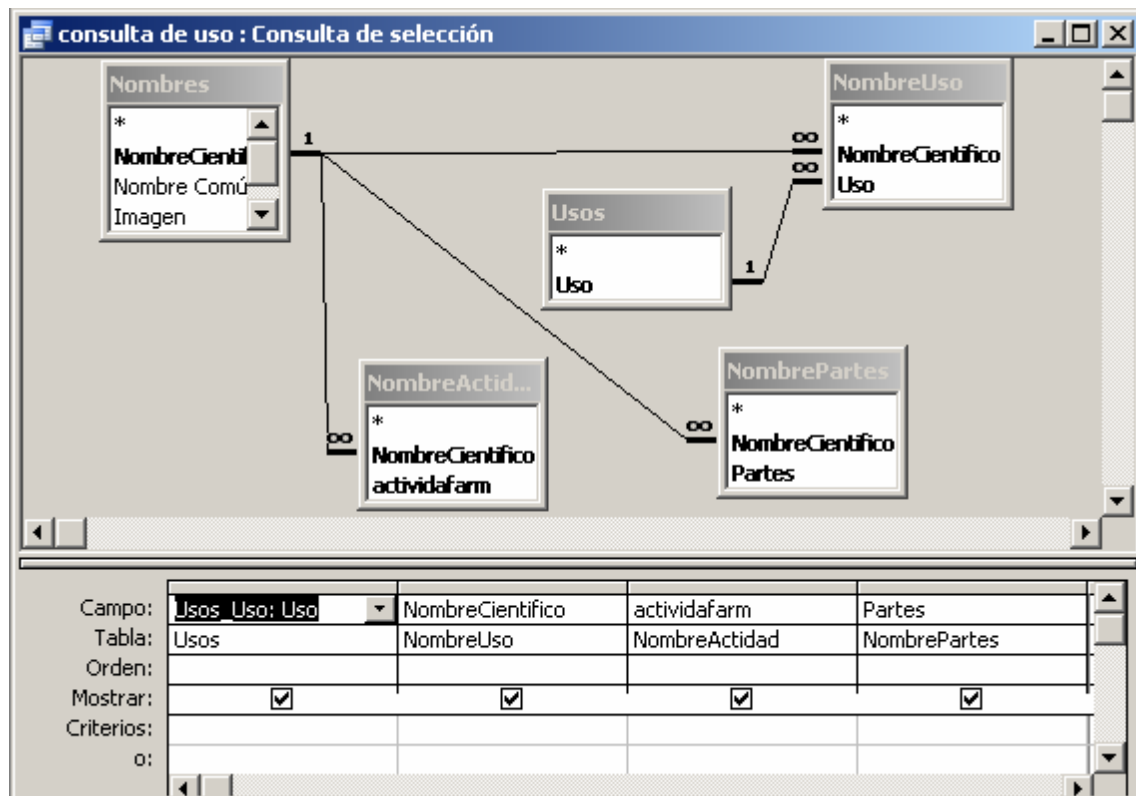 consulta de uso : Consulta de selección
Nombres
*
NombreCientif
Nombre Comú
Imagen
1
∞
∞
NombreUso
*
NombreCientifico
Uso
Usos
*
Uso
1
NombreActid...
*
NombreCientifico
actividafarm
∞
NombrePartes
*
NombreCientifico
Partes
∞
Campo: Usos_Uso: Uso NombreCientifico actividafarm Partes
Tabla: Usos NombreUso NombreActidad NombrePartes
Orden:
Mostrar:
Criterios:
o: